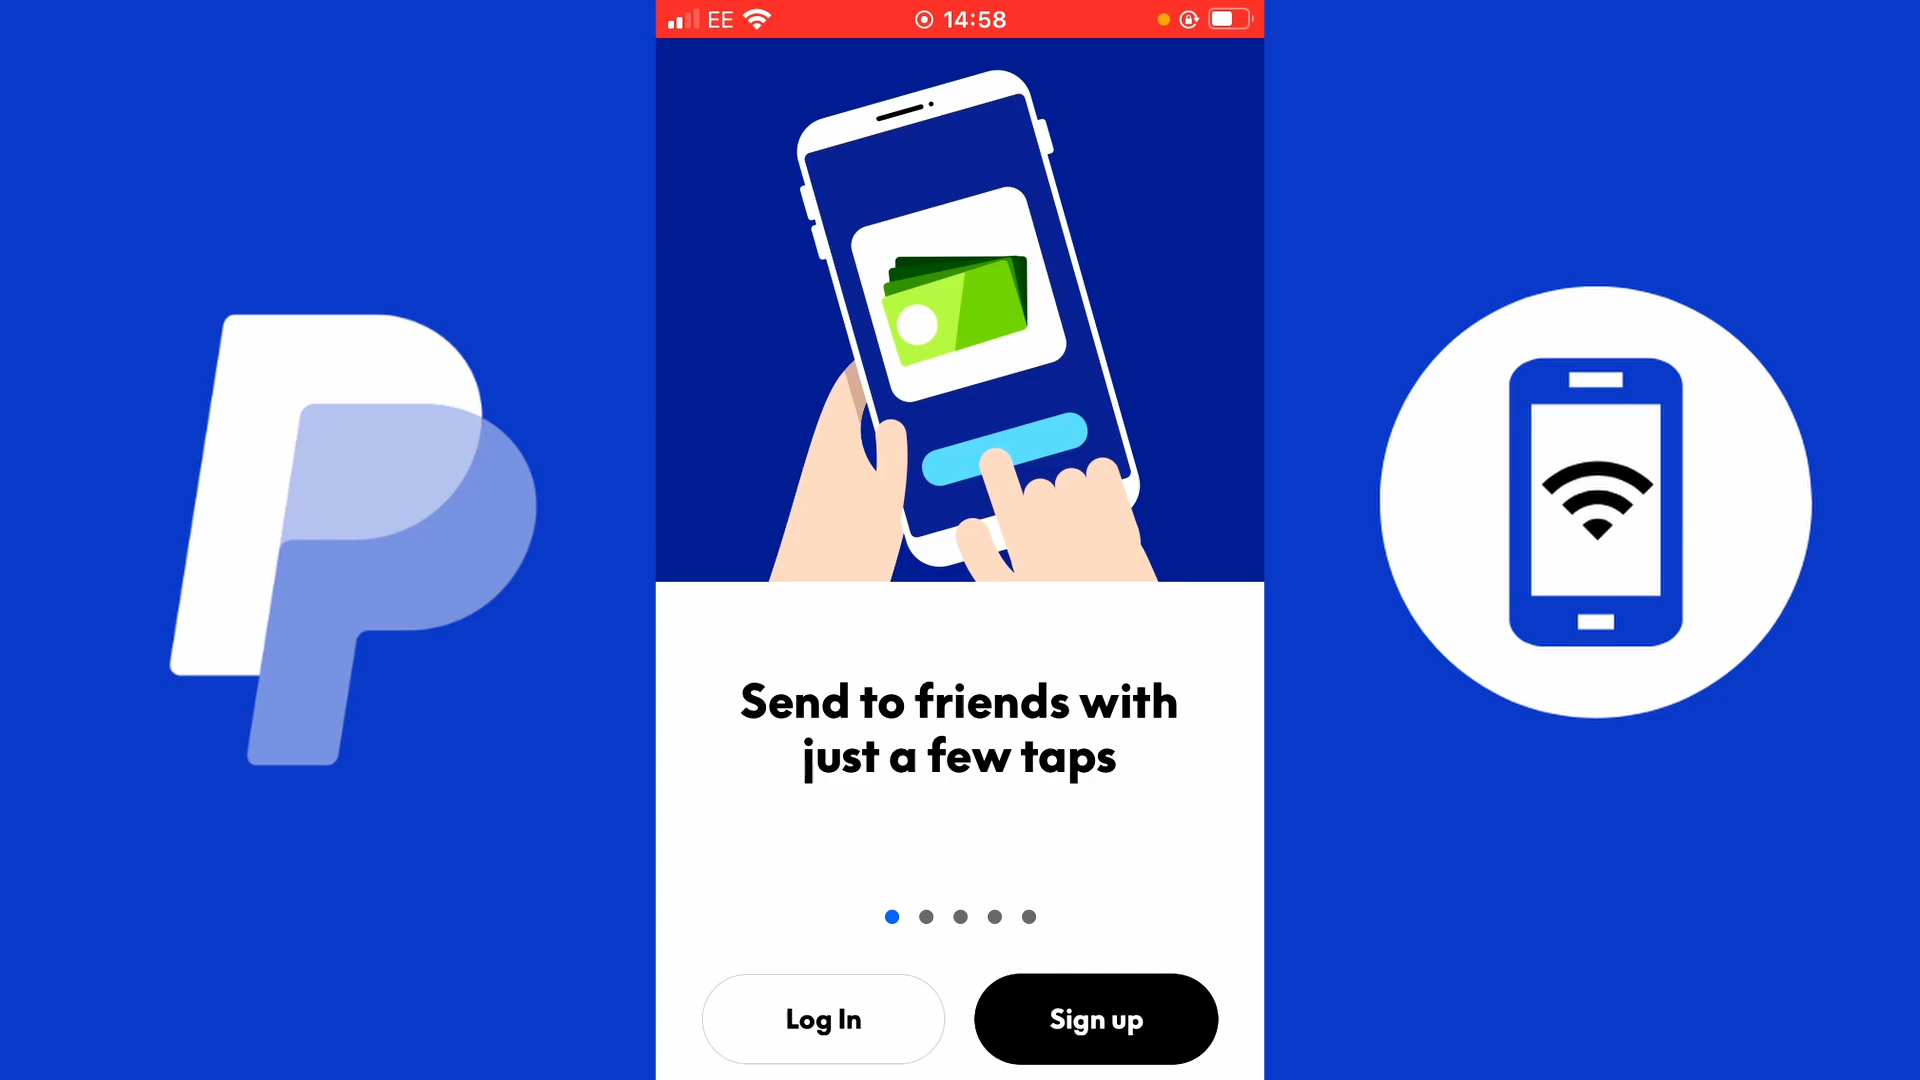 EE 14:58
Send to friends with
just a few taps
Log In Sign up